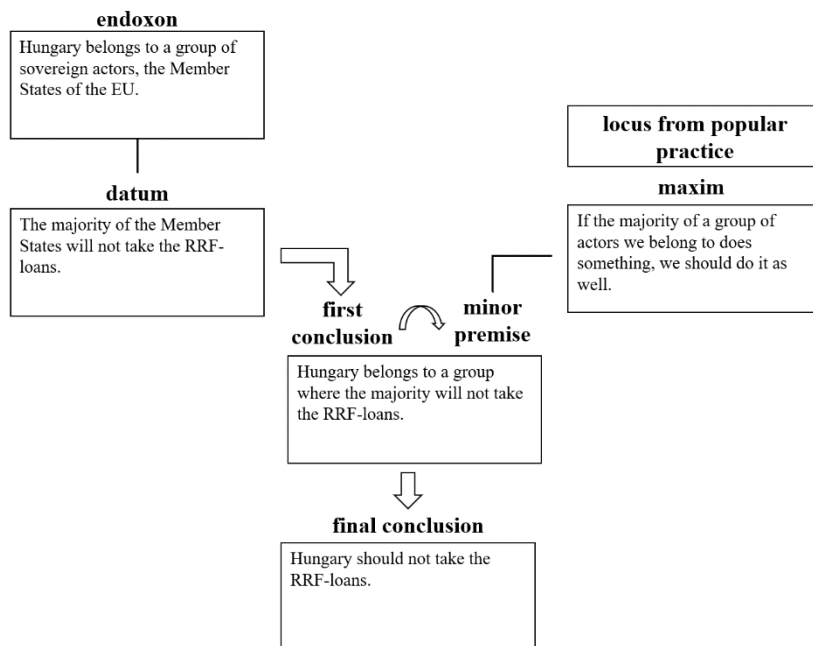 endoxon
Hungary belongs to a group of
sovereign actors, the Member
States of the EU.
locus from popular
practice
datum
maxim
The majority of the Member
States will not take the RRF-
loans.
If the majority of a group of
actors we belong to does
something, we should do it as
well.
first
conclusion
minor
premise
Hungary belongs to a group
where the majority will not take
the RRF-loans.
final conclusion
Hungary should not take the
RRF-loans.